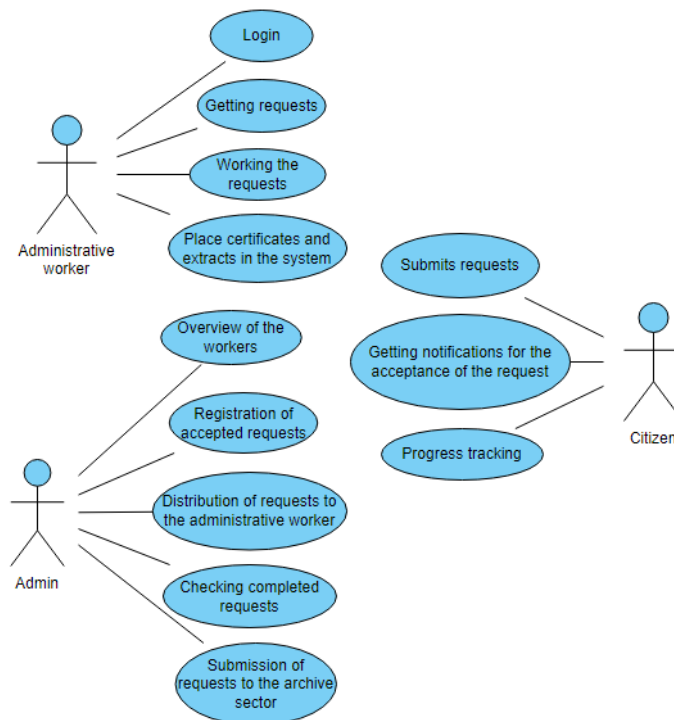 Login
Getting requests
Working the
requests
Place certificates and
extracts in the system
Administrative
worker
Submits requests
Getting notifications for the
acceptance of the request
Progress tracking
Citizen
Overview of the
workers
Registration of
accepted requests
Distribution of requests to
the administrative worker
Checking completed
requests
Submission of
requests to the archive
sector
Admin